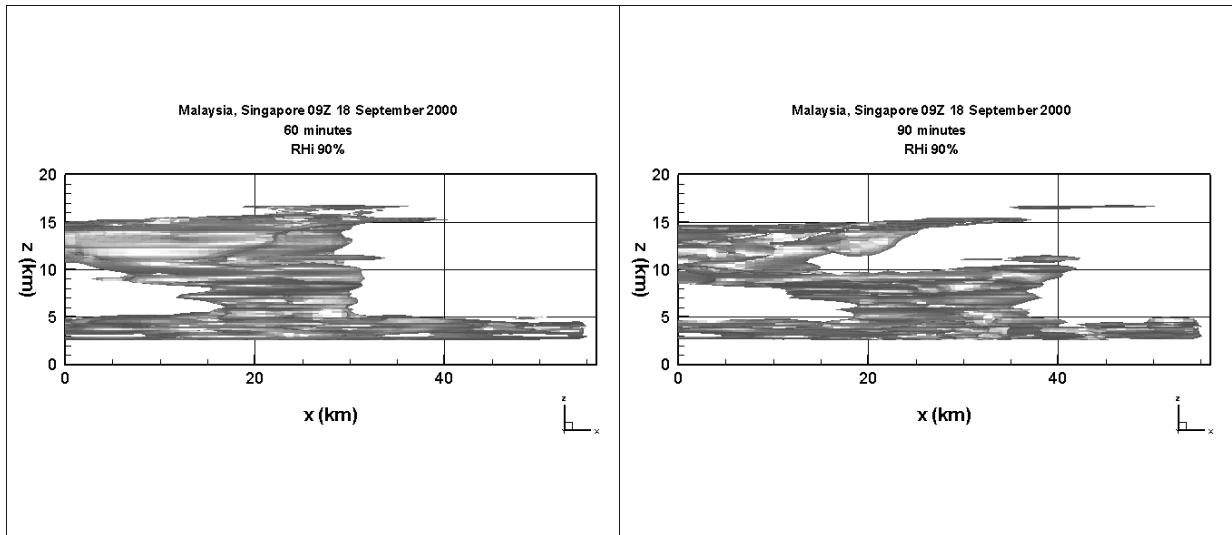 Malaysia, Singapore 09Z 18 September 2000
60 minutes
RHi 90%
20
15
10
5
0
z (km)
0 20 40
x (km)
z
Y x
Malaysia, Singapore 09Z 18 September 2000
90 minutes
RHi 90%
20
15
10
5
0
z (km)
0 20 40
x (km)
z
Y x